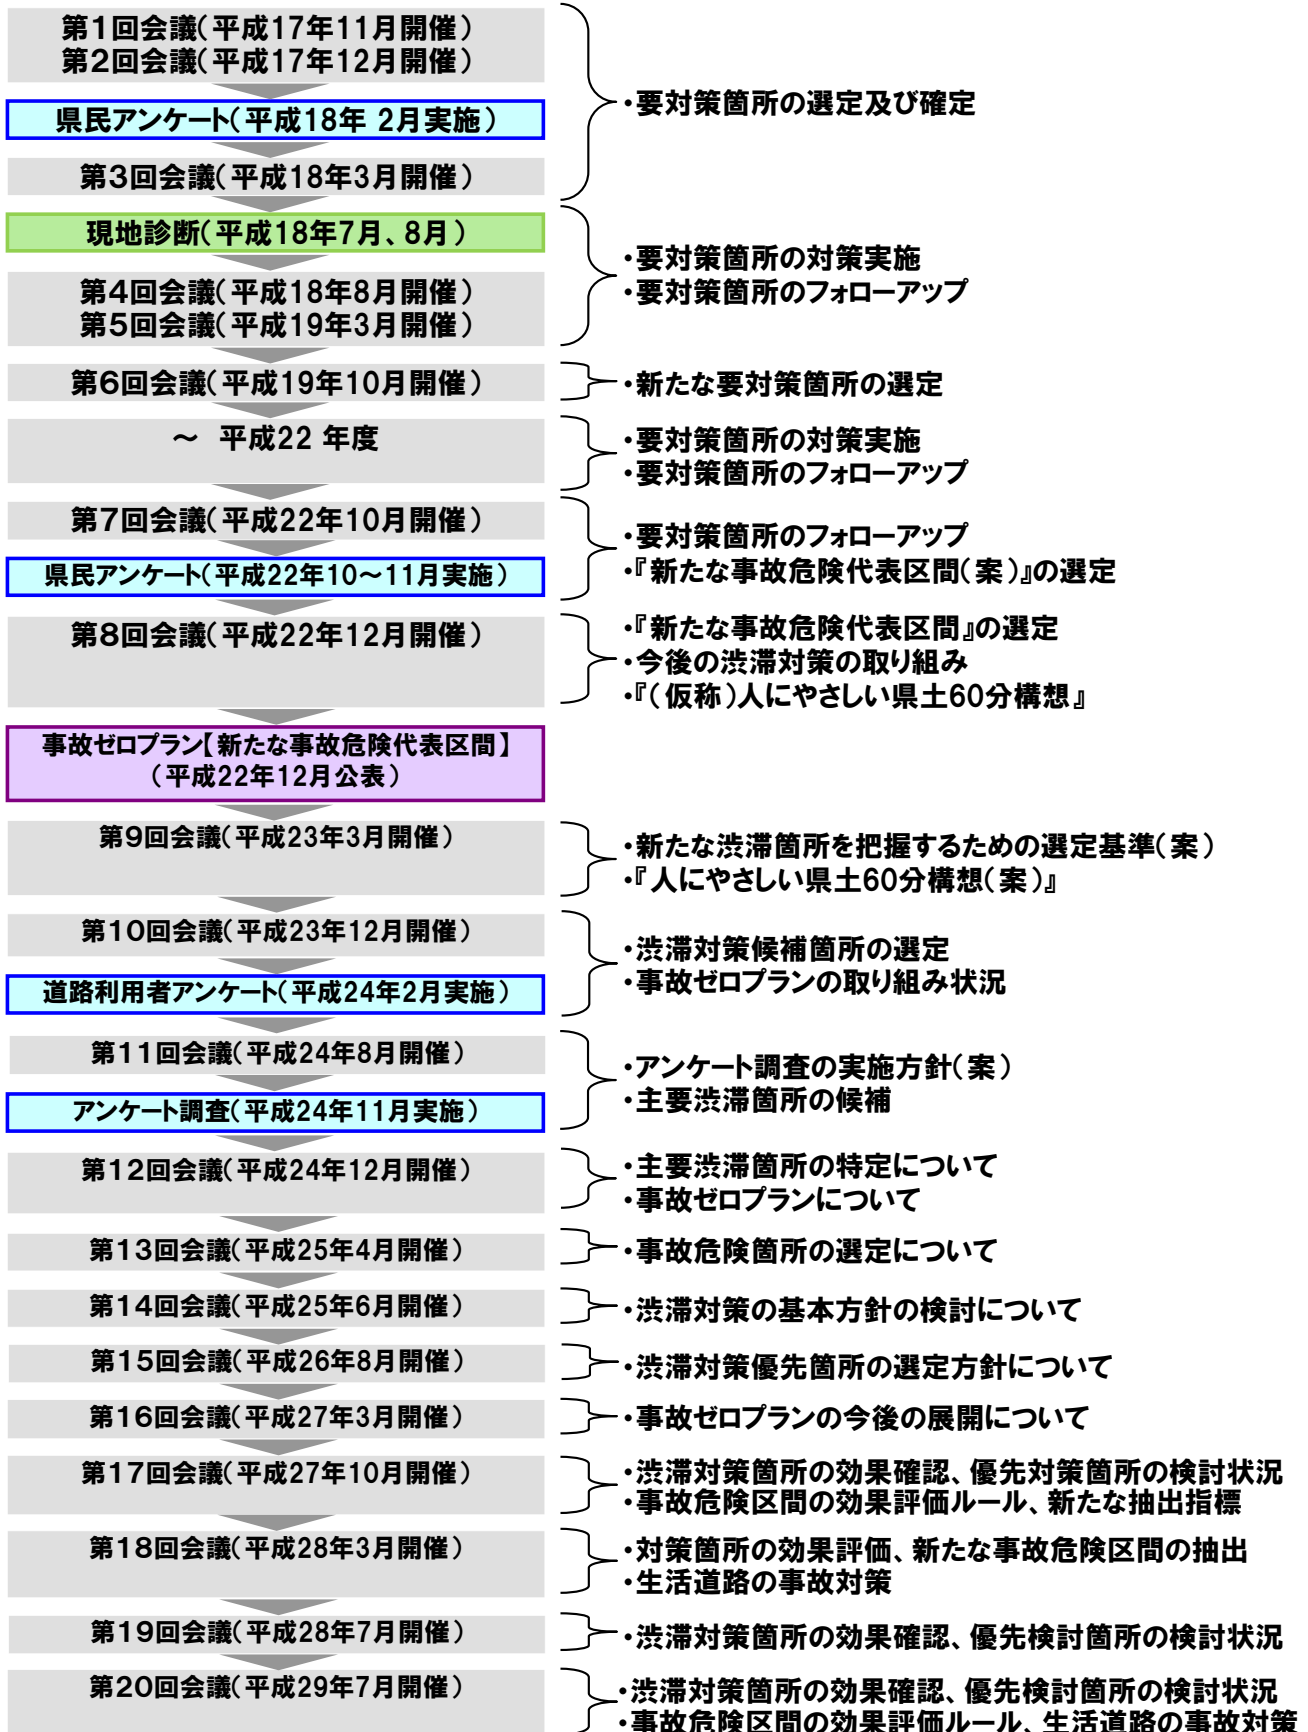 第1回会議(平成17年11月開催)
第2回会議(平成17年12月開催)
県民アンケート(平成18年 2月実施)
第3回会議(平成18年3月開催)
・要対策箇所の選定及び確定
現地診断(平成18年7月、8月)
第4回会議(平成18年8月開催)
第5回会議(平成19年3月開催)
・要対策箇所の対策実施
・要対策箇所のフォローアップ
第6回会議(平成19年10月開催)
・新たな要対策箇所の選定
~ 平成22 年度
・要対策箇所の対策実施
・要対策箇所のフォローアップ
第7回会議(平成22年10月開催)
県民アンケート(平成22年10~11月実施)
・要対策箇所のフォローアップ
・『新たな事故危険代表区間(案)』の選定
第8回会議(平成22年12月開催)
・『新たな事故危険代表区間』の選定
・今後の渋滞対策の取り組み
・『(仮称)人にやさしい県土60分構想』
事故ゼロプラン【新たな事故危険代表区間】
(平成22年12月公表)
第9回会議(平成23年3月開催)
・新たな渋滞箇所を把握するための選定基準(案)
・『人にやさしい県土60分構想(案)』
第10回会議(平成23年12月開催)
道路利用者アンケート(平成24年2月実施)
・渋滞対策候補箇所の選定
・事故ゼロプランの取り組み状況
第11回会議(平成24年8月開催)
アンケート調査(平成24年11月実施)
・アンケート調査の実施方針(案)
・主要渋滞箇所の候補
第12回会議(平成24年12月開催)
・主要渋滞箇所の特定について
・事故ゼロプランについて
第13回会議(平成25年4月開催)
・事故危険箇所の選定について
第14回会議(平成25年6月開催)
・渋滞対策の基本方針の検討について
第15回会議(平成26年8月開催)
・渋滞対策優先箇所の選定方針について
第16回会議(平成27年3月開催)
・事故ゼロプランの今後の展開について
第17回会議(平成27年10月開催)
・渋滞対策箇所の効果確認、優先対策箇所の検討状況
・事故危険区間の効果評価ルール、新たな抽出指標
第18回会議(平成28年3月開催)
・対策箇所の効果評価、新たな事故危険区間の抽出
・生活道路の事故対策
第19回会議(平成28年7月開催)
・渋滞対策箇所の効果確認、優先検討箇所の検討状況
第20回会議(平成29年7月開催)
・渋滞対策箇所の効果確認、優先検討箇所の検討状況
・事故危険区間の効果評価ルール、生活道路の事故対策